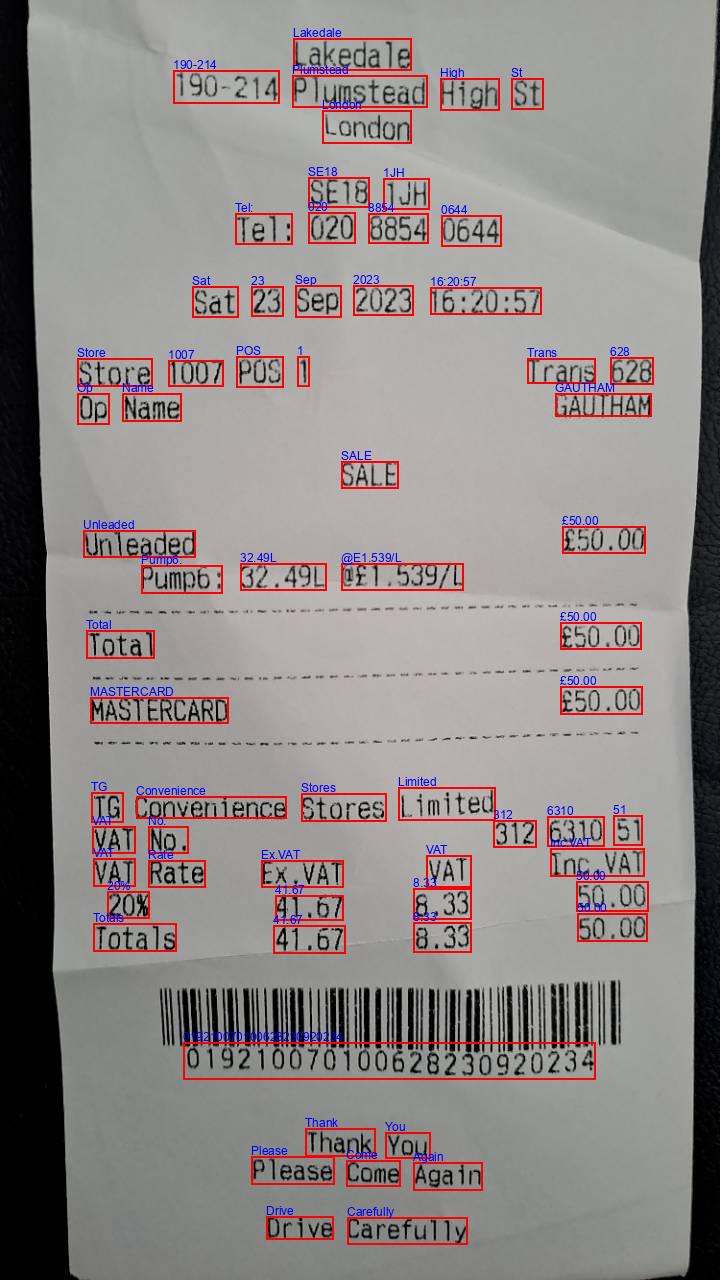 Lakedale
190-214 Plumstead High St
London
SE18 1JH
Tel: 020 8854 0644
Sat 23 Sep 2023 16:20:57
Store 1007 POS 1 Trans 628
Op Name GAUTHAM
SALE
Unleaded £50.00
Pump6: 32.49L @£1.539/L
Total £50.00
MASTERCARD £50.00
TG Convenience Stores Limited
VAT No. 312 6310 51
VAT Rate Ex.VAT VAT Inc.VAT
20% 41.67 8.33 50.00
Totals 41.67 8.33 50.00
01921007010062823092023​4
Thank You
Please Come Again
Drive Carefully